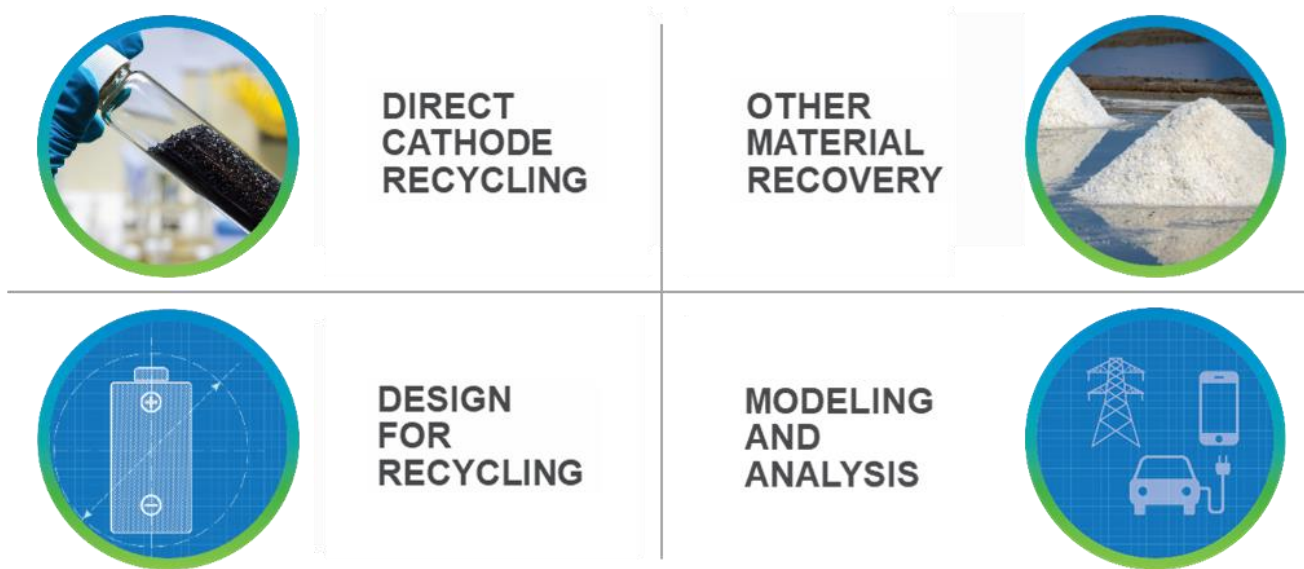 DIRECT
CATHODE
RECYCLING
OTHER
MATERIAL
RECOVERY
DESIGN
FOR
RECYCLING
MODELING
AND
ANALYSIS